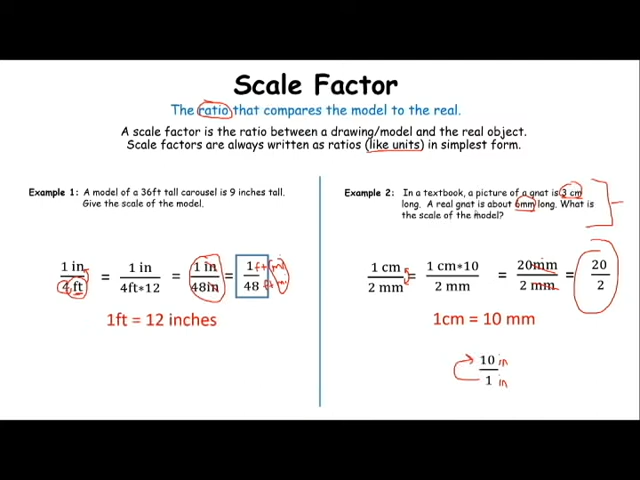 Scale Factor
The ratio that compares the model to the real.
A scale factor is the ratio between a drawing/model and the real object.
Scale factors are always written as ratios (like units) in simplest form.
Example 1: A model of a 36ft tall carousel is 9 inches tall.
Give the scale of the model.
1 in / 4 ft = 1 in / 4ft*12 = 1 in / 48in = 1 / 48
ft
ft
1ft = 12 inches
Example 2: In a textbook, a picture of a gnat is 3 cm
long. A real gnat is about 6mm long. What is
the scale of the model?
1 cm / 2 mm = 1 cm*10 / 2 mm = 20mm / 2 mm = 20 / 2
1cm = 10 mm
10 in
1 in